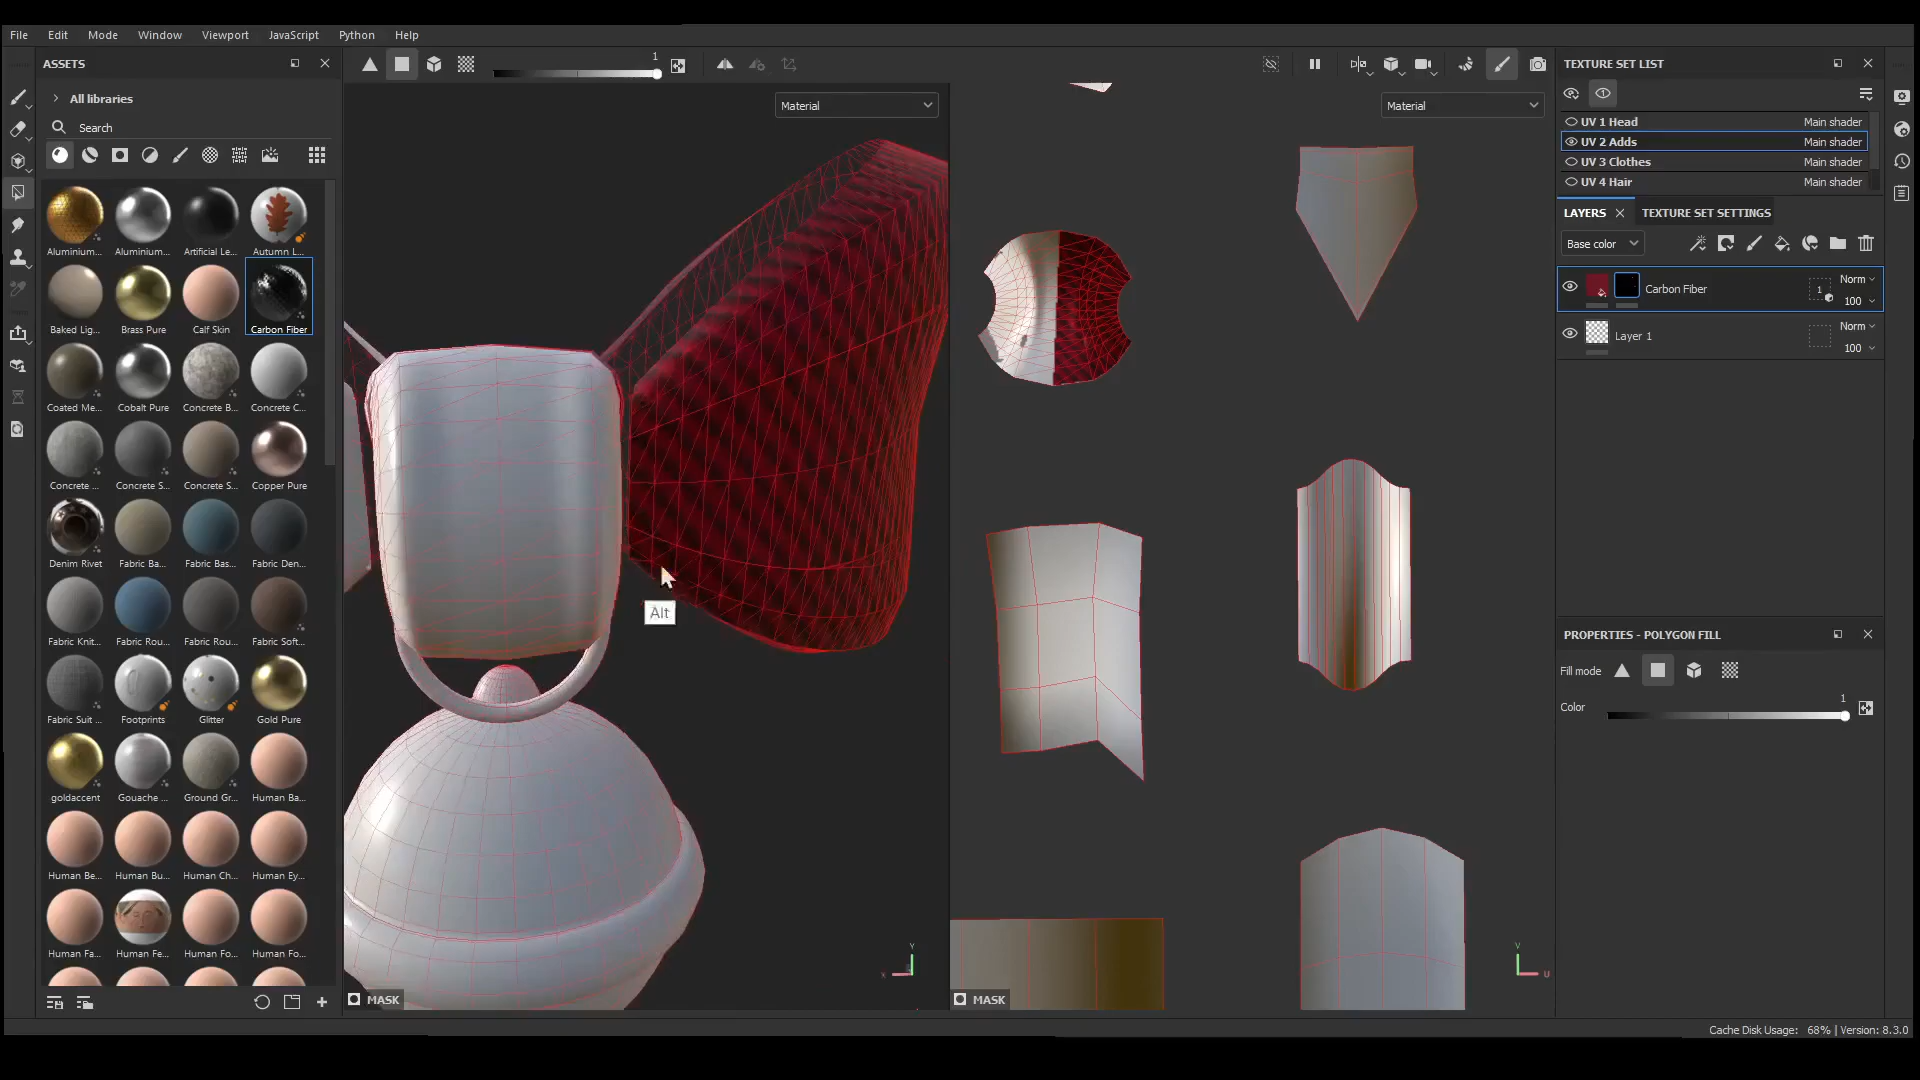 File Edit Mode Window Viewport JavaScript Python Help
ASSETS
All libraries
Search
Aluminium... Aluminium... Artificial Le... Autumn L...
Baked Lig... Brass Pure Calf Skin Carbon Fiber
Coated Me... Cobalt Pure Concrete B... Concrete C...
Concrete ... Concrete S... Concrete S... Copper Pure
Denim Rivet Fabric Ba... Fabric Bas... Fabric Den...
Fabric Knit... Fabric Rou... Fabric Rou... Fabric Soft...
Fabric Suit ... Footprints Glitter Gold Pure
goldaccent Gouache ... Ground Gr... Human Ba...
Human Be... Human Bu... Human Ch... Human Ey...
Human Fa... Human Fe... Human Fo... Human Fo...
1
Material
Alt
Y
X
MASK
Material
V
U
MASK
TEXTURE SET LIST
UV 1 Head Main shader
UV 2 Adds Main shader
UV 3 Clothes Main shader
UV 4 Hair Main shader
LAYERS TEXTURE SET SETTINGS
Base color
Carbon Fiber 1 Norm
100
Layer 1 Norm
100
PROPERTIES - POLYGON FILL
Fill mode
Color 1
Cache Disk Usage: 68% | Version: 8.3.0